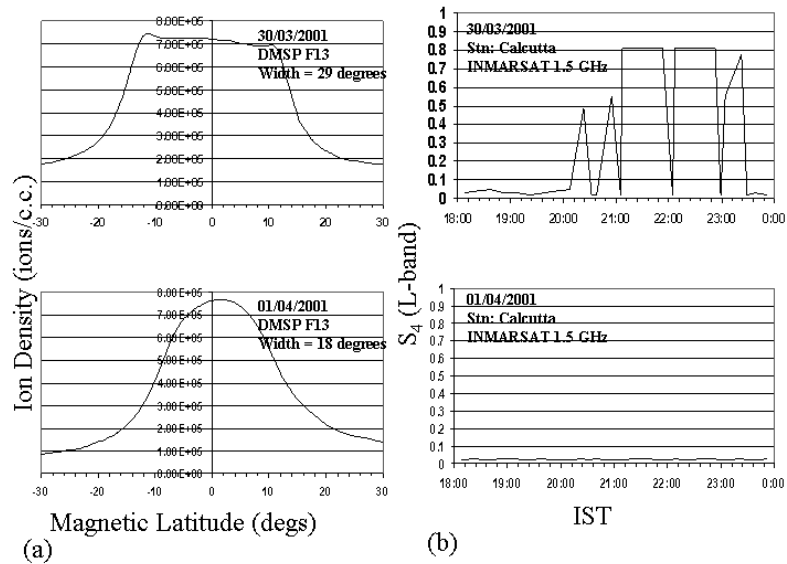 8.00E+05
7.00E+05
6.00E+05
5.00E+05
4.00E+05
3.00E+05
2.00E+05
1.00E+05
0.00E+00
30/03/2001
DMSP F13
Width = 29 degrees
-30 -20 -10 0 10 20 30
30/03/2001
Stn: Calcutta
INMARSAT 1.5 GHz
1
0.9
0.8
0.7
0.6
0.5
0.4
0.3
0.2
0.1
0
18:00 19:00 20:00 21:00 22:00 23:00 0:00
Ion Density (ions/c.c.)
8.00E+05
7.00E+05
6.00E+05
5.00E+05
4.00E+05
3.00E+05
2.00E+05
1.00E+05
0.00E+00
01/04/2001
DMSP F13
Width = 18 degrees
-30 -20 -10 0 10 20 30
Magnetic Latitude (degs)
(a)
S4 (L-band)
01/04/2001
Stn: Calcutta
INMARSAT 1.5 GHz
1
0.9
0.8
0.7
0.6
0.5
0.4
0.3
0.2
0.1
0
18:00 19:00 20:00 21:00 22:00 23:00 0:00
IST
(b)